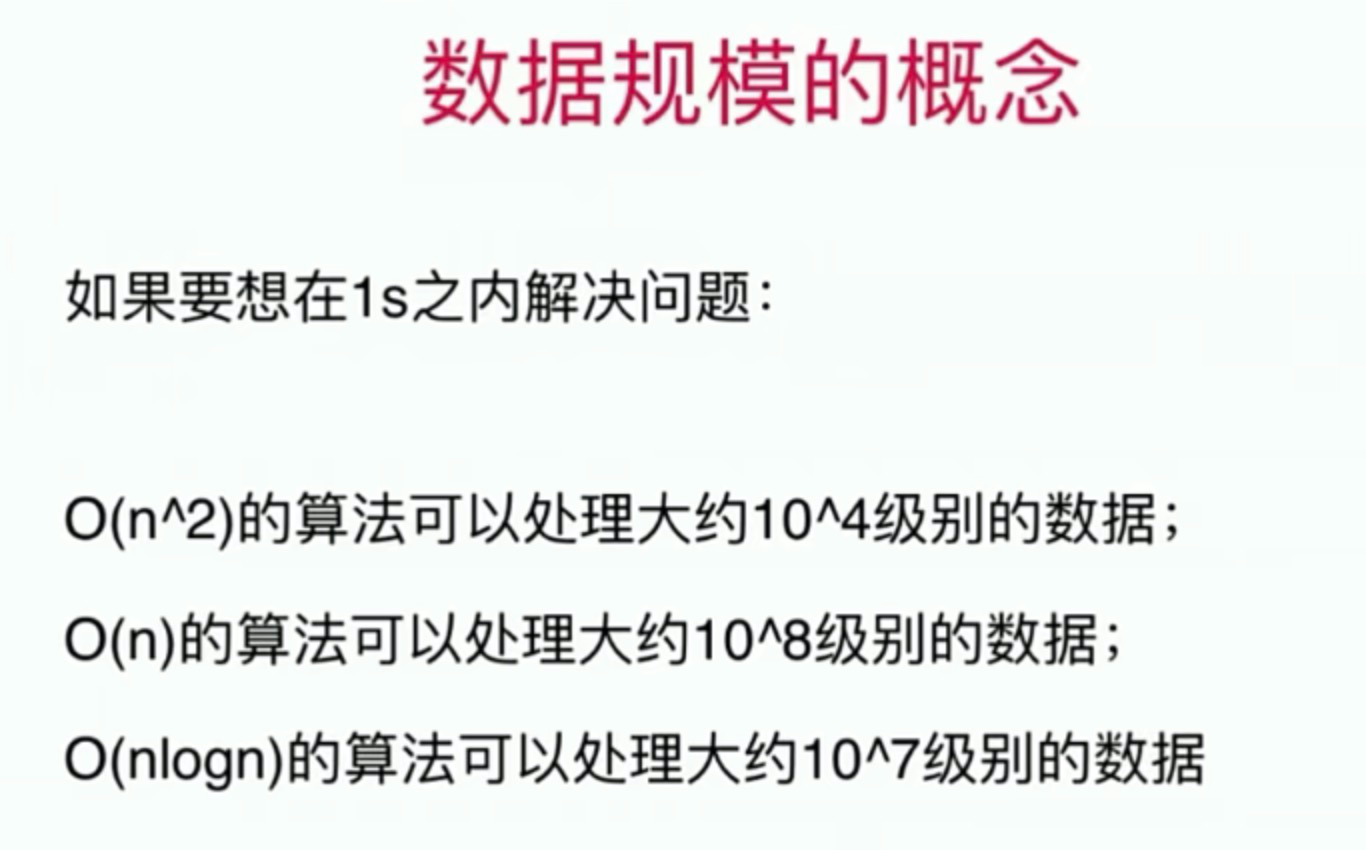 数据规模的概念
如果要想在1s之内解决问题：
O(n^2)的算法可以处理大约10^4级别的数据；
O(n)的算法可以处理大约10^8级别的数据；
O(nlogn)的算法可以处理大约10^7级别的数据